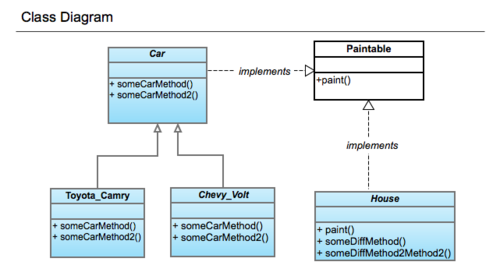 Class Diagram
Car
+ someCarMethod()
+ someCarMethod2()
implements
Paintable
+paint()
implements
Toyota_Camry
+ someCarMethod()
+ someCarMethod2()
Chevy_Volt
+ someCarMethod()
+ someCarMethod2()
House
+ paint()
+ someDiffMethod()
+ someDiffMethod2Method2()